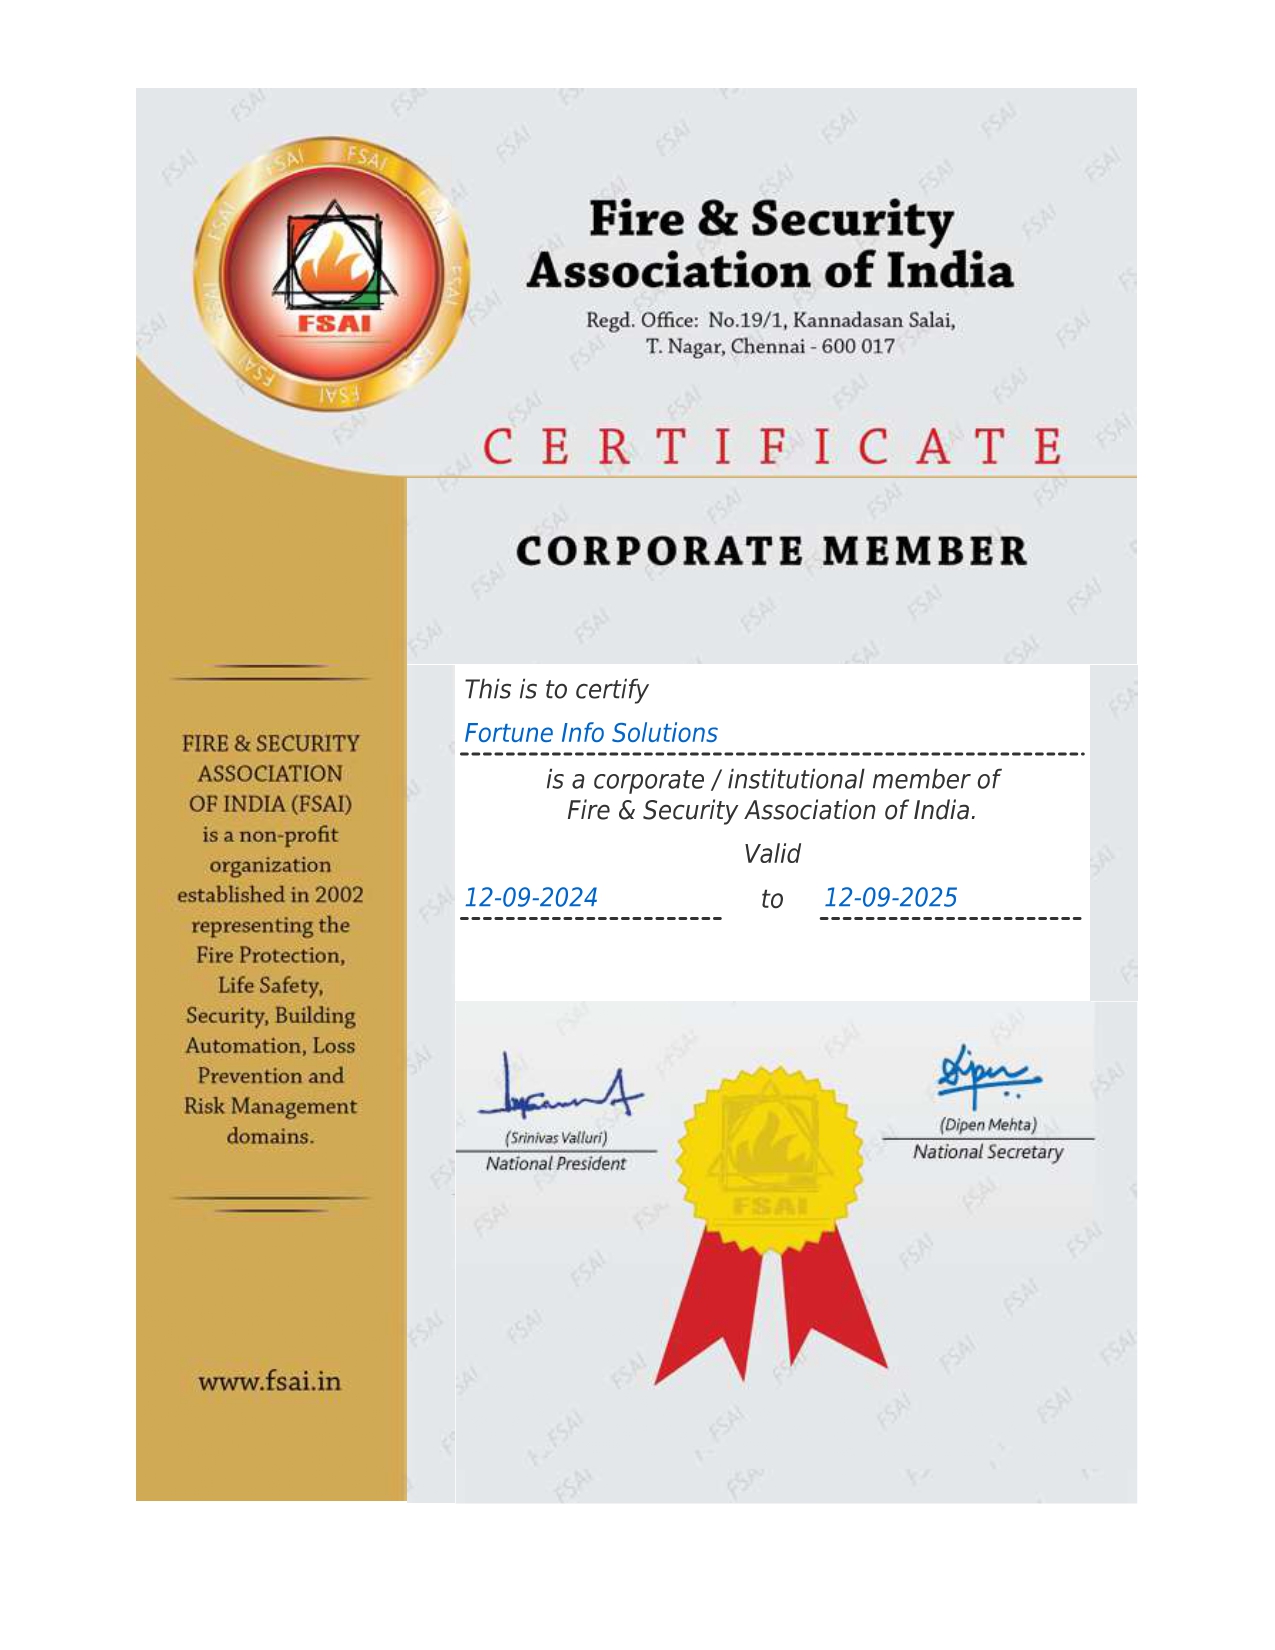 FSAI
Fire & Security
Association of India
Regd. Office: No.19/1, Kannadasan Salai,
T. Nagar, Chennai - 600 017
CERTIFICATE
CORPORATE MEMBER
FIRE & SECURITY
ASSOCIATION
OF INDIA (FSAI)
is a non-profit
organization
established in 2002
representing the
Fire Protection,
Life Safety,
Security, Building
Automation, Loss
Prevention and
Risk Management
domains.
www.fsai.in
This is to certify
Fortune Info Solutions
is a corporate / institutional member of
Fire & Security Association of India.
Valid
12-09-2024 to 12-09-2025
(Srinivas Valluri)
National President
FSAI
(Dipen Mehta)
National Secretary